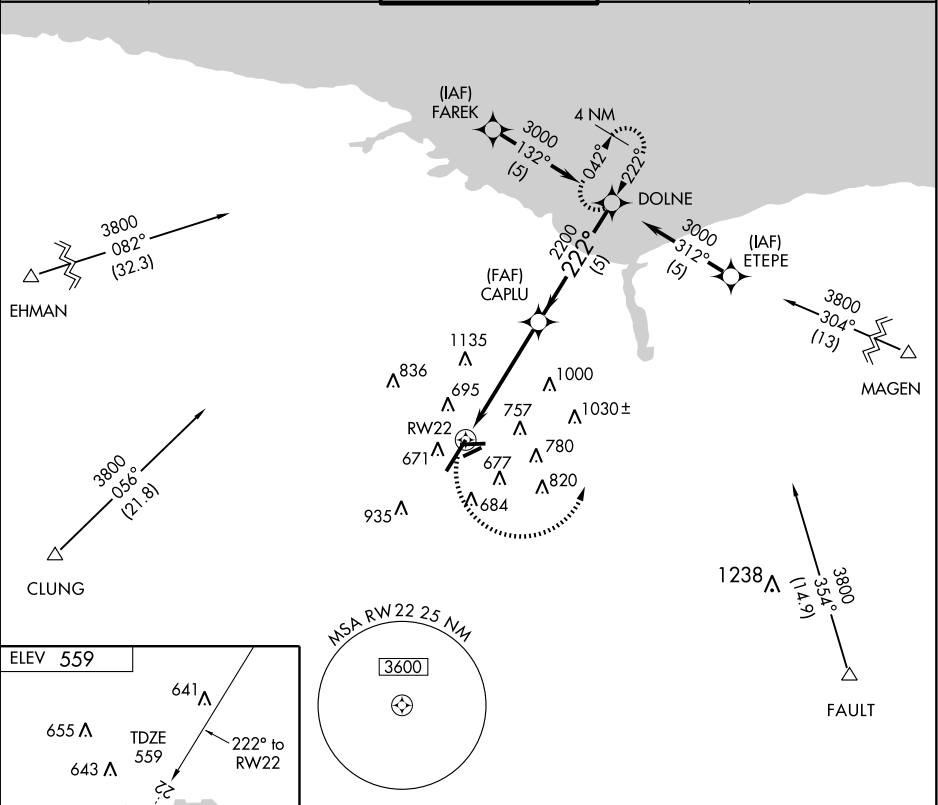 (IAF)
FAREK
3000
132°
(5)
4 NM
042°
222°
DOLNE
3000
312°
(5)
(IAF)
ETEPE
2200
222°
(5)
(FAF)
CAPLU
3800
082°
(32.3)
EHMAN
3800
304°
(13)
MAGEN
1135
836
695
1000
757
1030±
RW22
671
780
677
820
684
935
3800
056°
(21.8)
CLUNG
1238
3800
354°
(14.9)
FAULT
MSA RW22 25 NM
3600
ELEV 559
641
655
TDZE
559
643
222° to
RW22
22